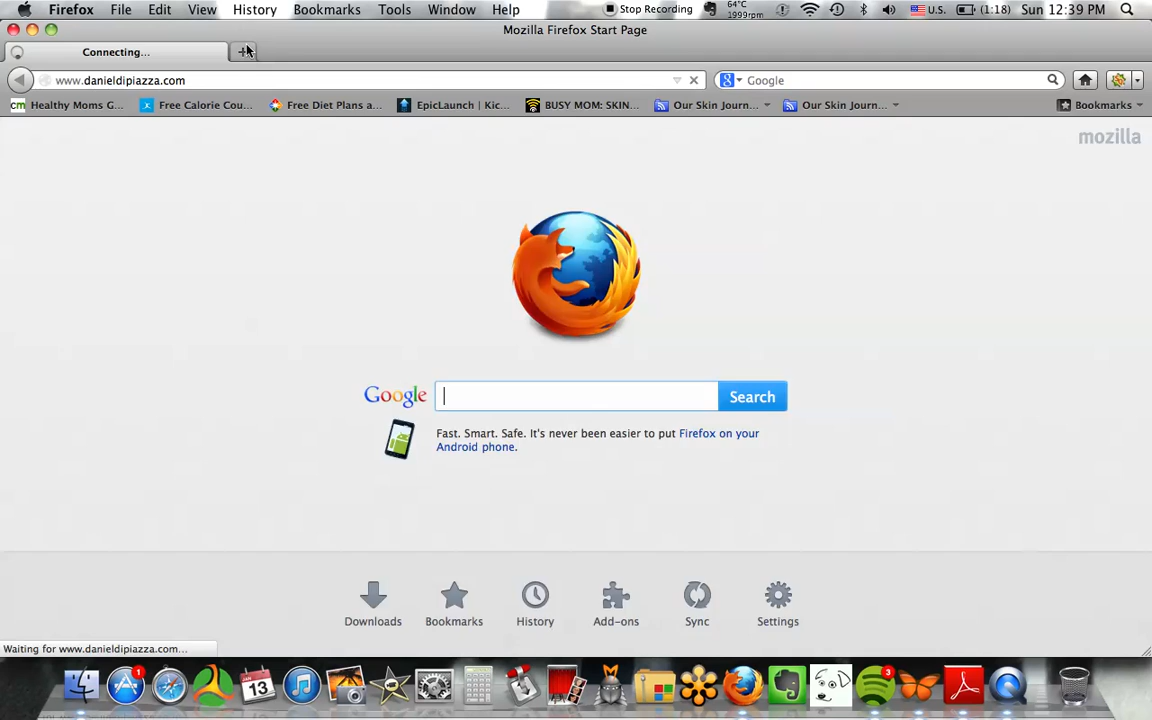 Firefox File Edit View History Bookmarks Tools Window Help Stop Recording 64°C 1999rpm U.S. (1:18) Sun 12:39 PM
Mozilla Firefox Start Page
Connecting...
www.danieldipiazza.com Google
cm Healthy Moms G... Free Calorie Cou... Free Diet Plans a... EpicLaunch | Kic... BUSY MOM: SKIN... Our Skin Journ... Our Skin Journ... Bookmarks
mozilla
Google Search
Fast. Smart. Safe. It's never been easier to put Firefox on your
Android phone.
Downloads Bookmarks History Add-ons Sync Settings
Waiting for www.danieldipiazza.com...
1 13 3